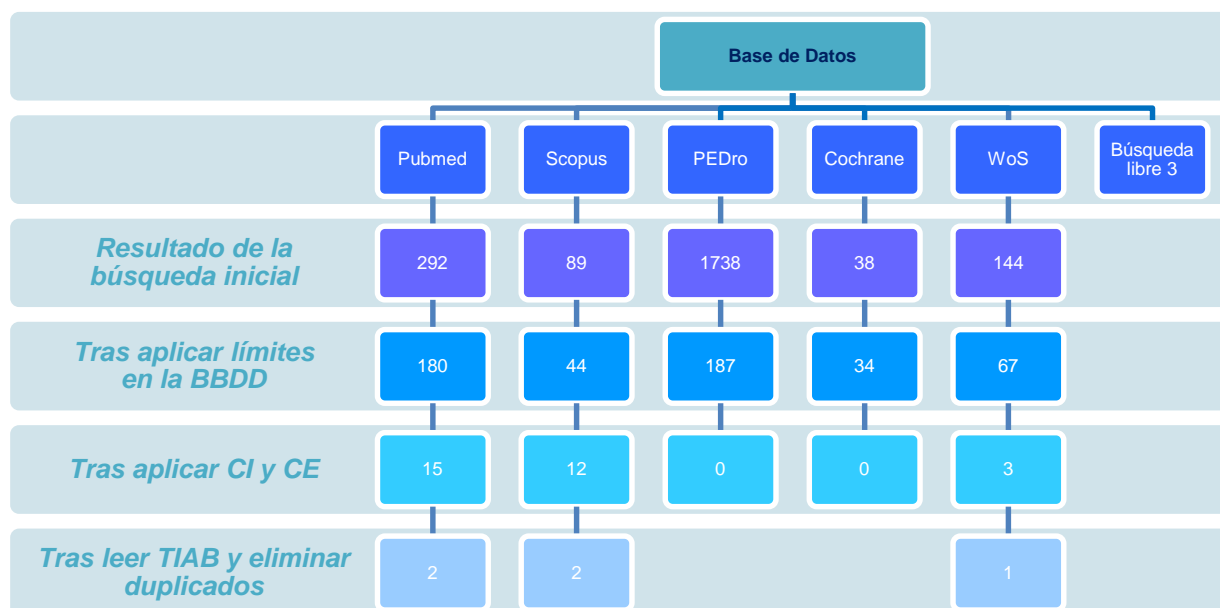 Base de Datos
Pubmed
Scopus
PEDro
Cochrane
WoS
Búsqueda
libre 3
Resultado de la
búsqueda inicial
292
89
1738
38
144
Tras aplicar límites
en la BBDD
180
44
187
34
67
Tras aplicar CI y CE
15
12
0
0
3
Tras leer TIAB y eliminar
duplicados
2
2
1